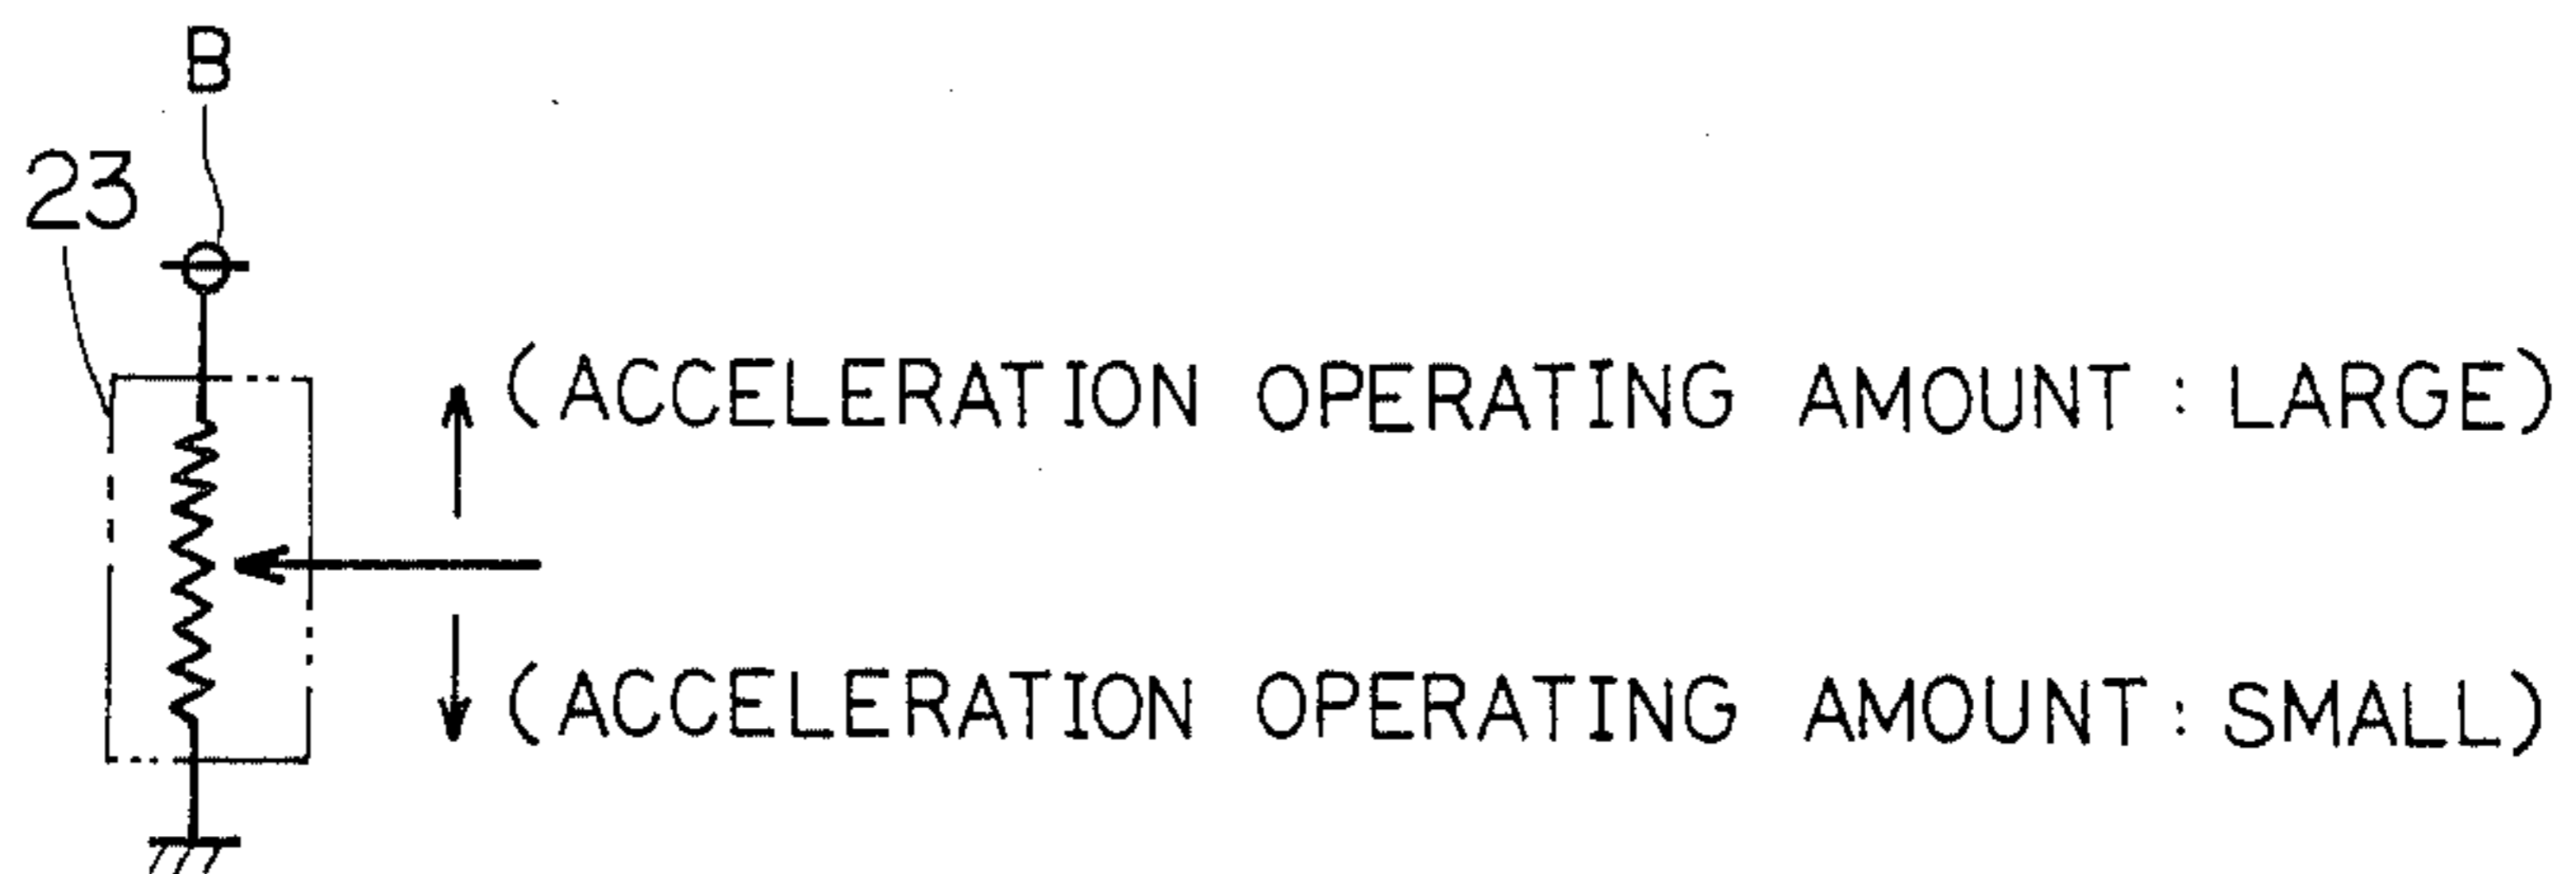 B
23
(ACCELERATION OPERATING AMOUNT : LARGE)
(ACCELERATION OPERATING AMOUNT : SMALL)